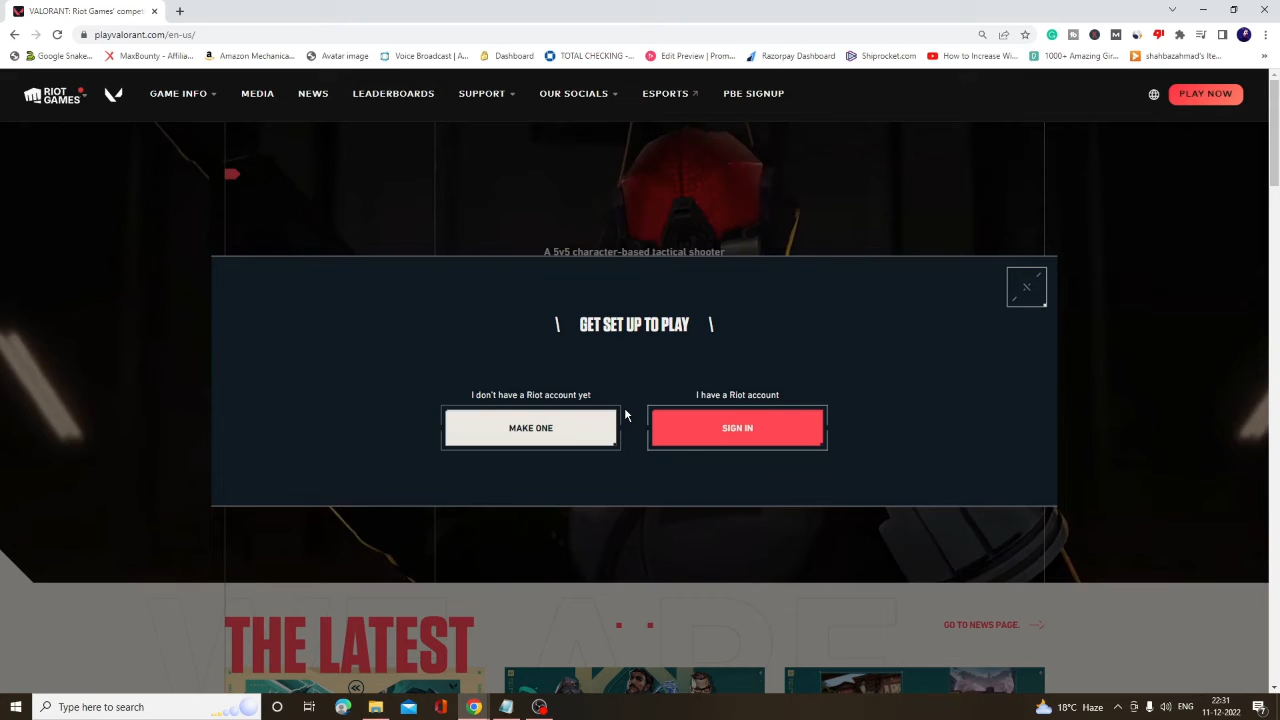 VALORANT: Riot Games' compet
playvalorant.com/en-us/
Google Snake...
MaxBounty - Affilia...
Amazon Mechanica...
Avatar image
Voice Broadcast | A...
Dashboard
TOTAL CHECKING -...
Edit Preview | Prom...
Razorpay Dashboard
Shiprocket.com
How to Increase Wi...
1000+ Amazing Gir...
shahbazahmad's Ite...
RIOT GAMES
GAME INFO
MEDIA
NEWS
LEADERBOARDS
SUPPORT
OUR SOCIALS
ESPORTS
PBE SIGNUP
PLAY NOW
A 5v5 character-based tactical shooter
\ GET SET UP TO PLAY \
I don't have a Riot account yet
I have a Riot account
MAKE ONE
SIGN IN
WE ARE
THE LATEST
GO TO NEWS PAGE.
Type here to search
18°C Haze
ENG
22:31
11-12-2022